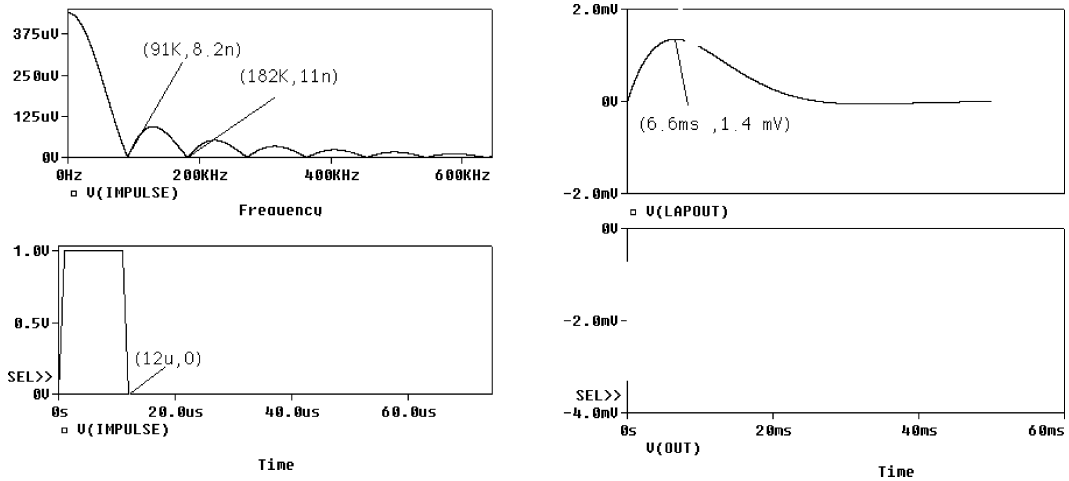 375uV
(91K,8.2n)
250uV
(182K,11n)
125uV
0V
0Hz 200KHz 400KHz 600KHz
V(IMPULSE)
Frequency
1.0V
0.5V
(12u,0)
SEL>>
0V
0s 20.0us 40.0us 60.0us
V(IMPULSE)
Time
2.0mV
0V
(6.6ms ,1.4 mV)
-2.0mV
V(LAPOUT)
0V
-2.0mV
SEL>>
-4.0mV
0s 20ms 40ms 60ms
V(OUT)
Time